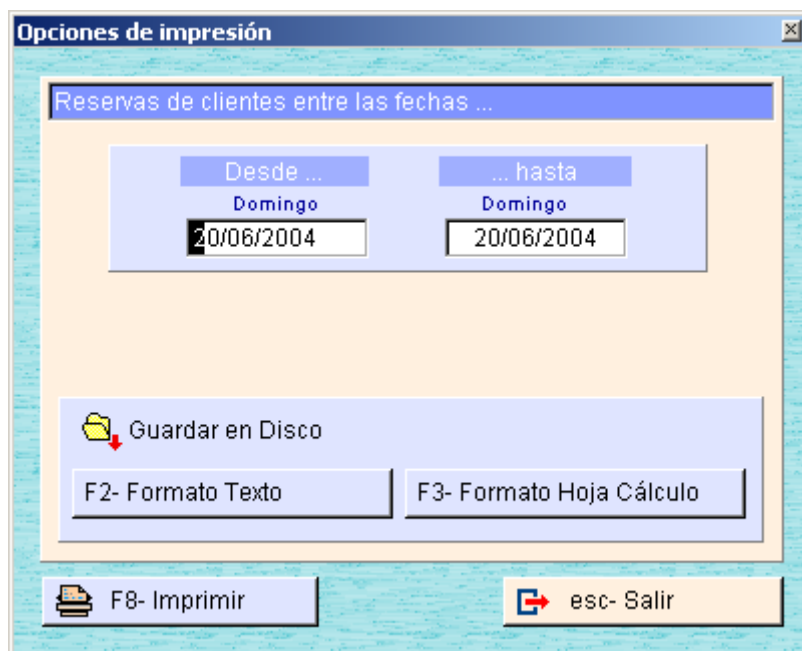 Opciones de impresión
Reservas de clientes entre las fechas ...
Desde ... ... hasta
Domingo Domingo
20/06/2004 20/06/2004
Guardar en Disco
F2- Formato Texto F3- Formato Hoja Cálculo
F8- Imprimir esc- Salir